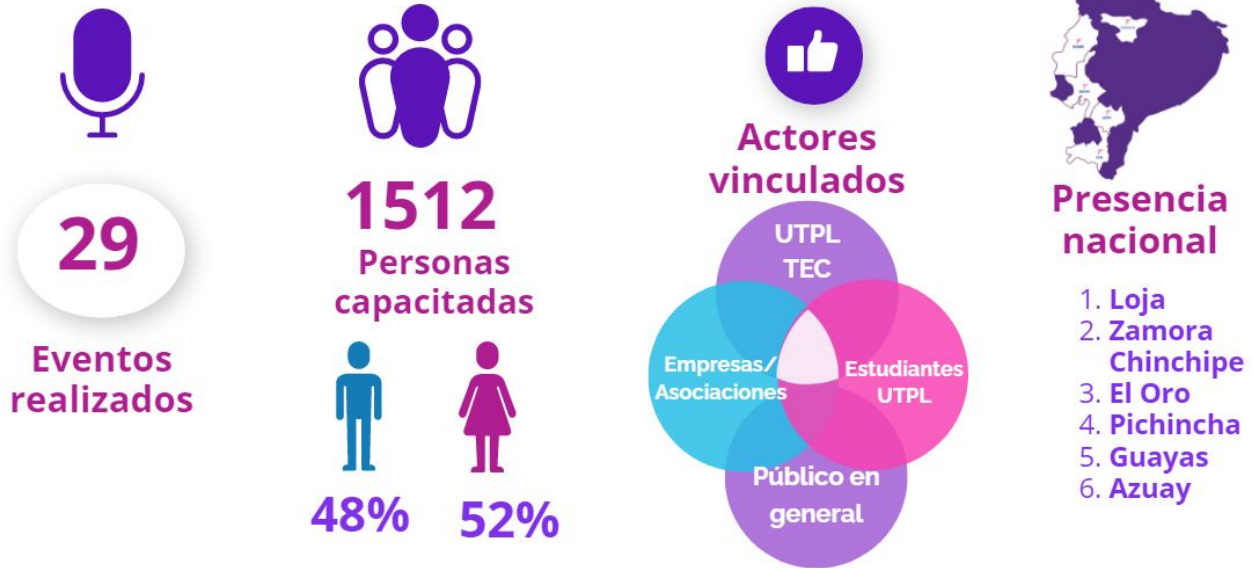 29
Eventos
realizados
1512
Personas
capacitadas
48%
52%
Actores
vinculados
UTPL
TEC
Empresas/
Asociaciones
Estudiantes
UTPL
Público en
general
Presencia
nacional
1. Loja
2. Zamora
Chinchipe
3. El Oro
4. Pichincha
5. Guayas
6. Azuay